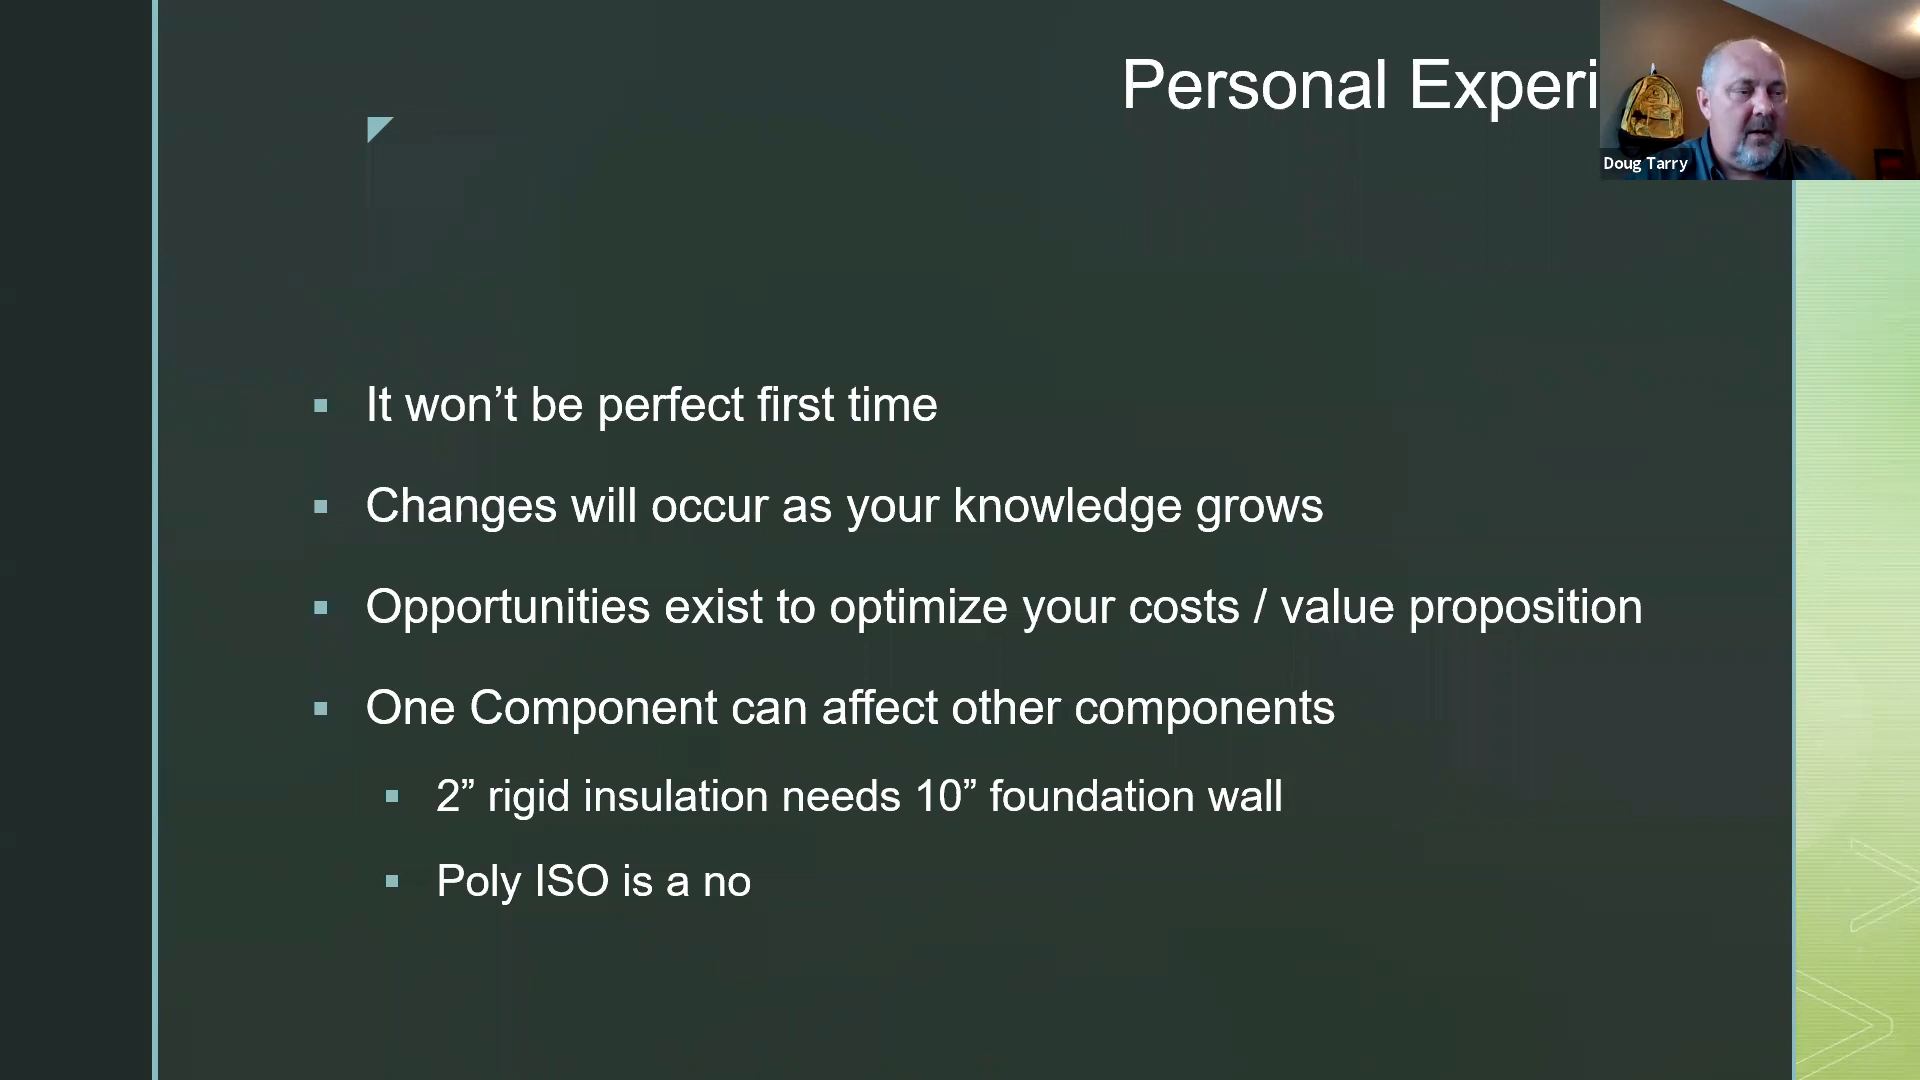 Personal Experi
Doug Tarry
It won’t be perfect first time
Changes will occur as your knowledge grows
Opportunities exist to optimize your costs / value proposition
One Component can affect other components
2” rigid insulation needs 10” foundation wall
Poly ISO is a no